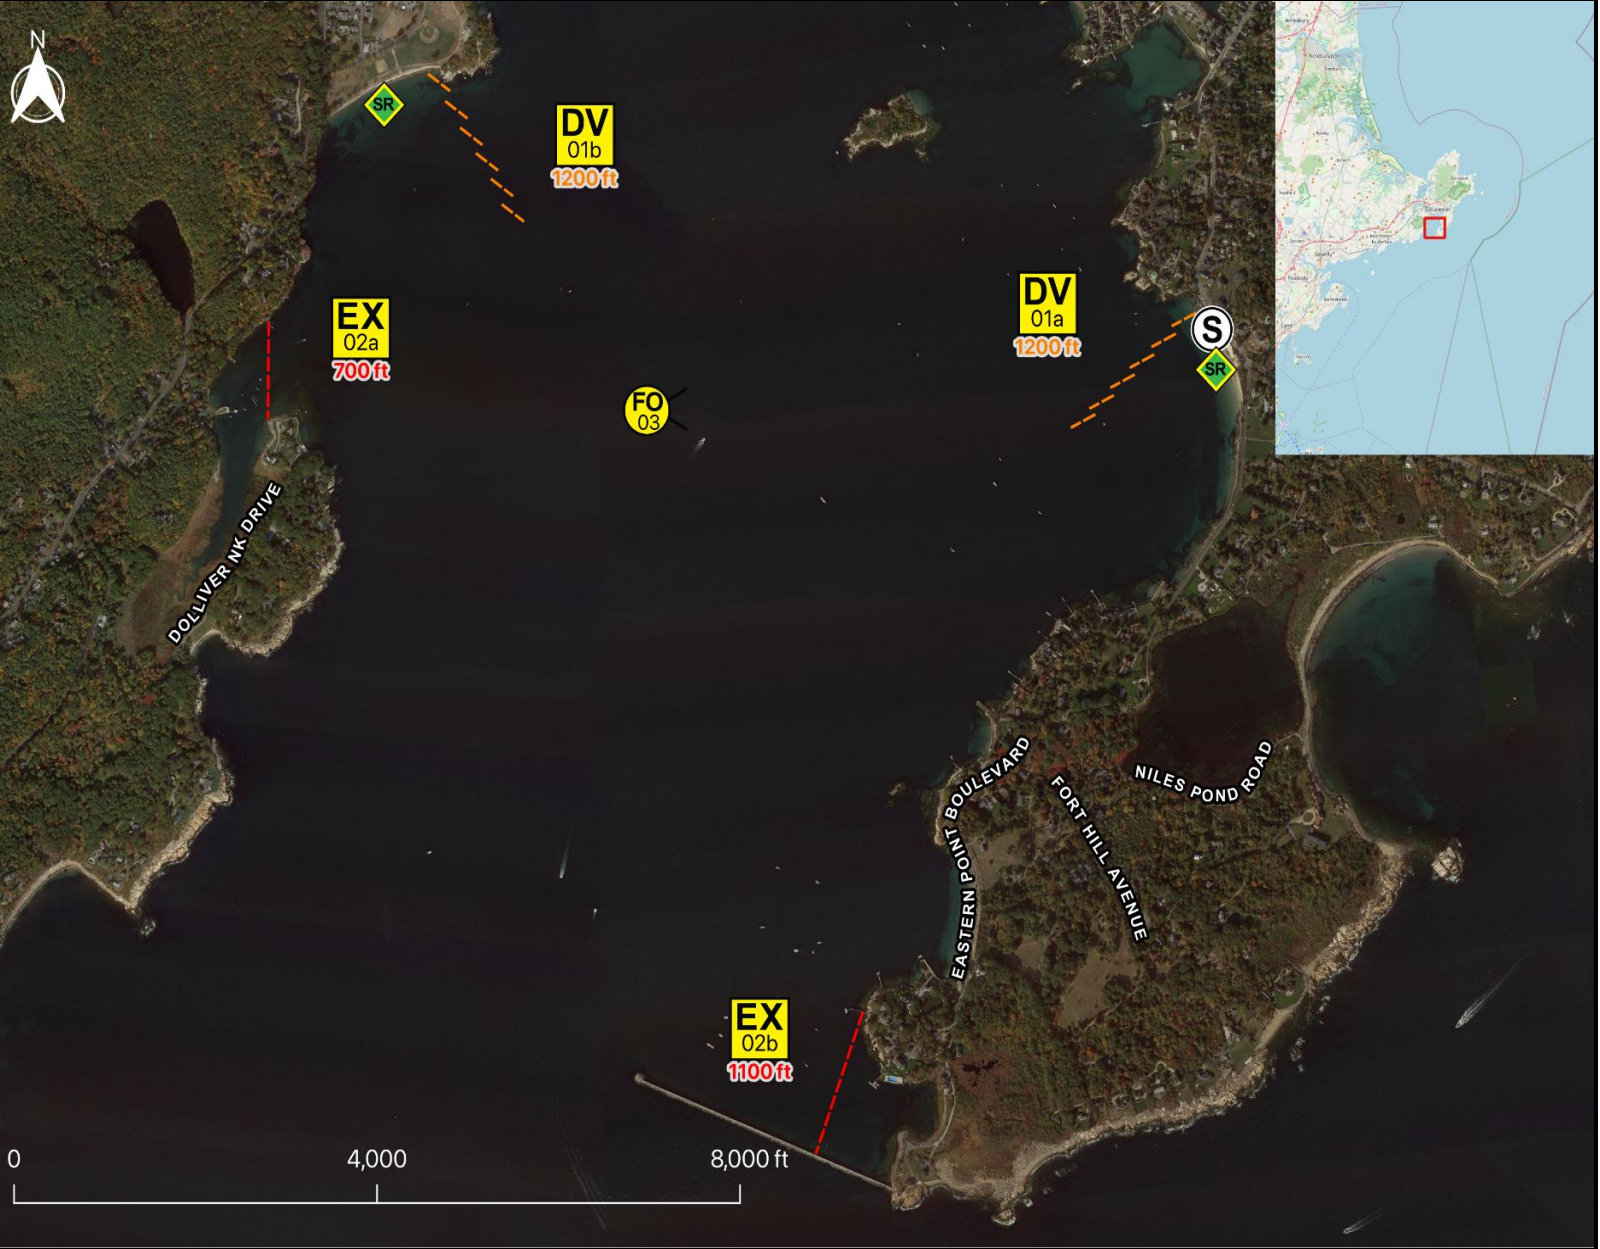 N
SR
DV
01b
1200 ft
DV
01a
1200 ft
S
SR
EX
02a
700 ft
FO
03
DOLLIVER NK DRIVE
EASTERN POINIT BOULEVARD
FORT HILL AVENUE
NILES POND ROAD
EX
02b
1100 ft
0
4,000
8,000 ft